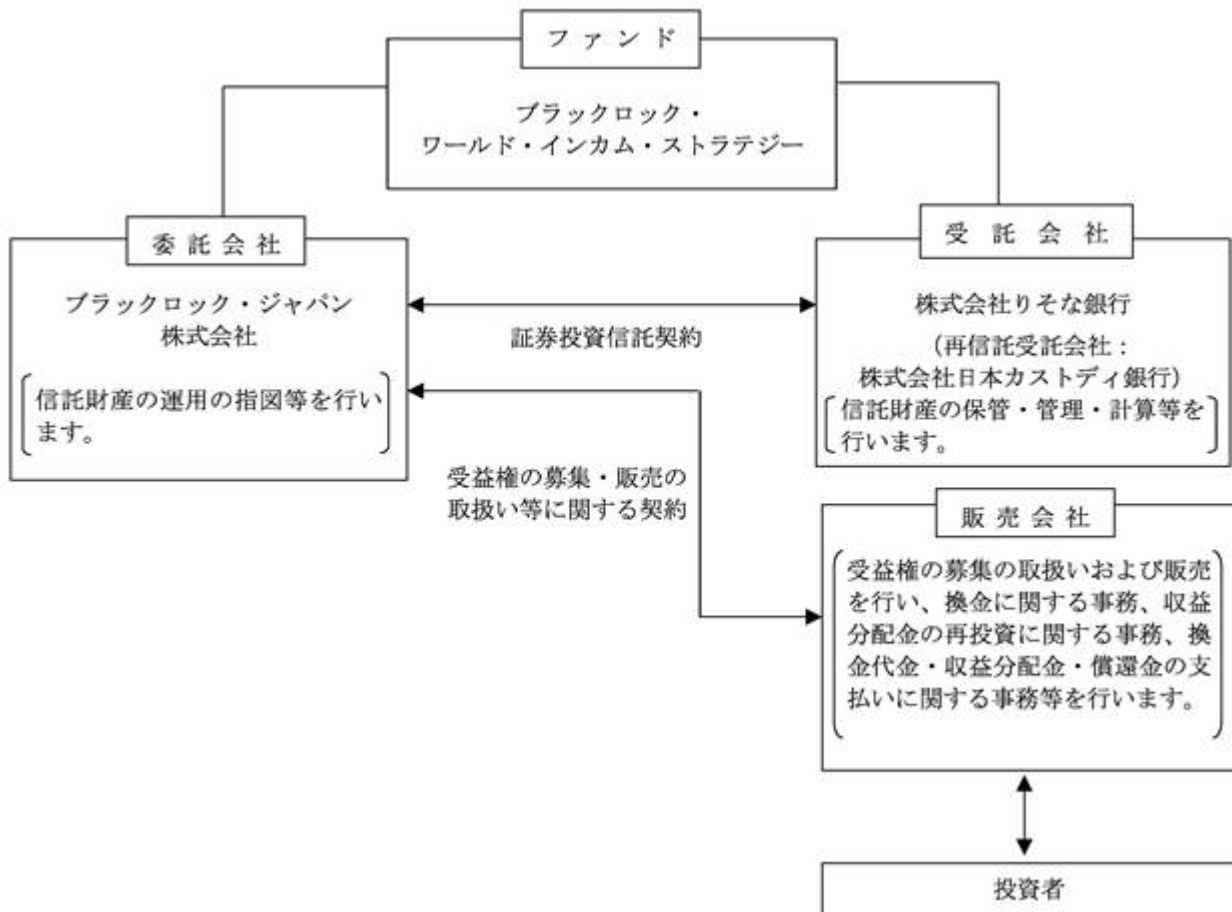 ファンド
ブラックロック・
ワールド・インカム・ストラテジー
委託会社
ブラックロック・ジャパン
株式会社
信託財産の運用の指図等を行い
ます。
証券投資信託契約
受託会社
株式会社りそな銀行
(再信託受託会社:
株式会社日本カストディ銀行)
信託財産の保管・管理・計算等を
行います。
受益権の募集・販売の
取扱い等に関する契約
販売会社
受益権の募集の取扱いおよび販売
を行い、換金に関する事務、収益
分配金の再投資に関する事務、換
金代金・収益分配金・償還金の支
払いに関する事務等を行います。
投資者